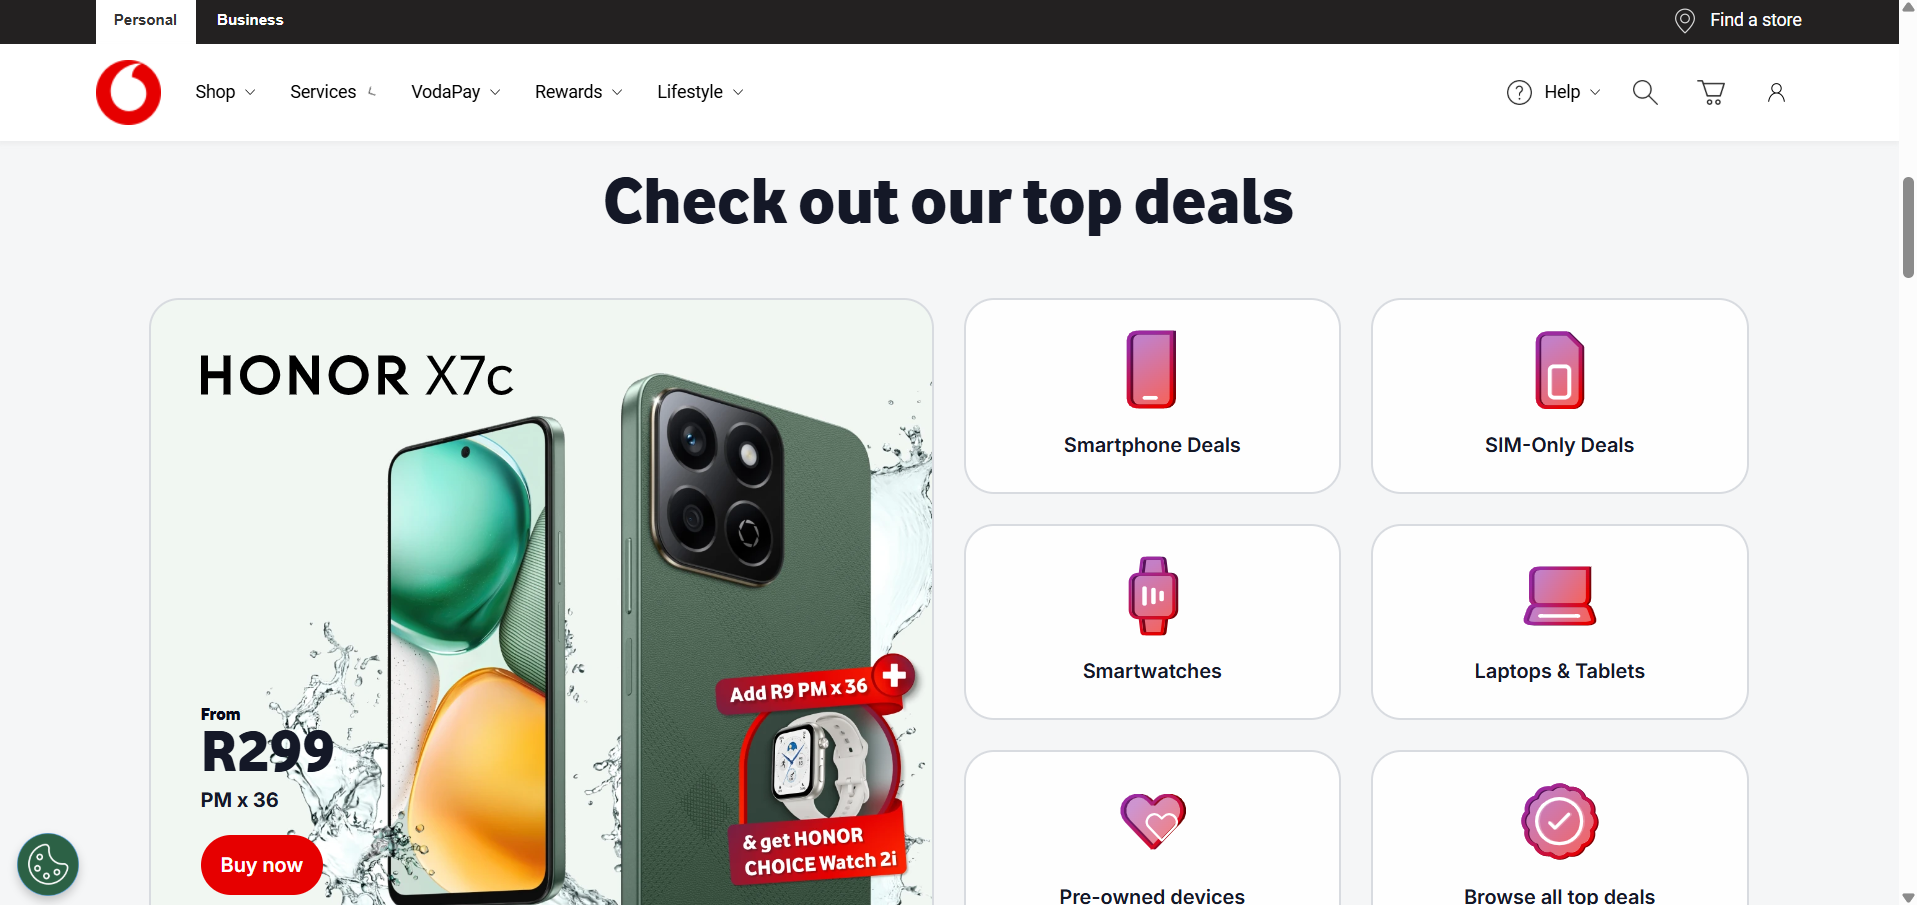 Personal
Business
Find a store
Shop
Services
VodaPay
Rewards
Lifestyle
Help
Check out our top deals
HONOR X7c
From
R299
PM x 36
Buy now
Add R9 PM x 36
& get HONOR
CHOICE Watch 2i
Smartphone Deals
SIM-Only Deals
Smartwatches
Laptops & Tablets
Pre-owned devices
Browse all top deals